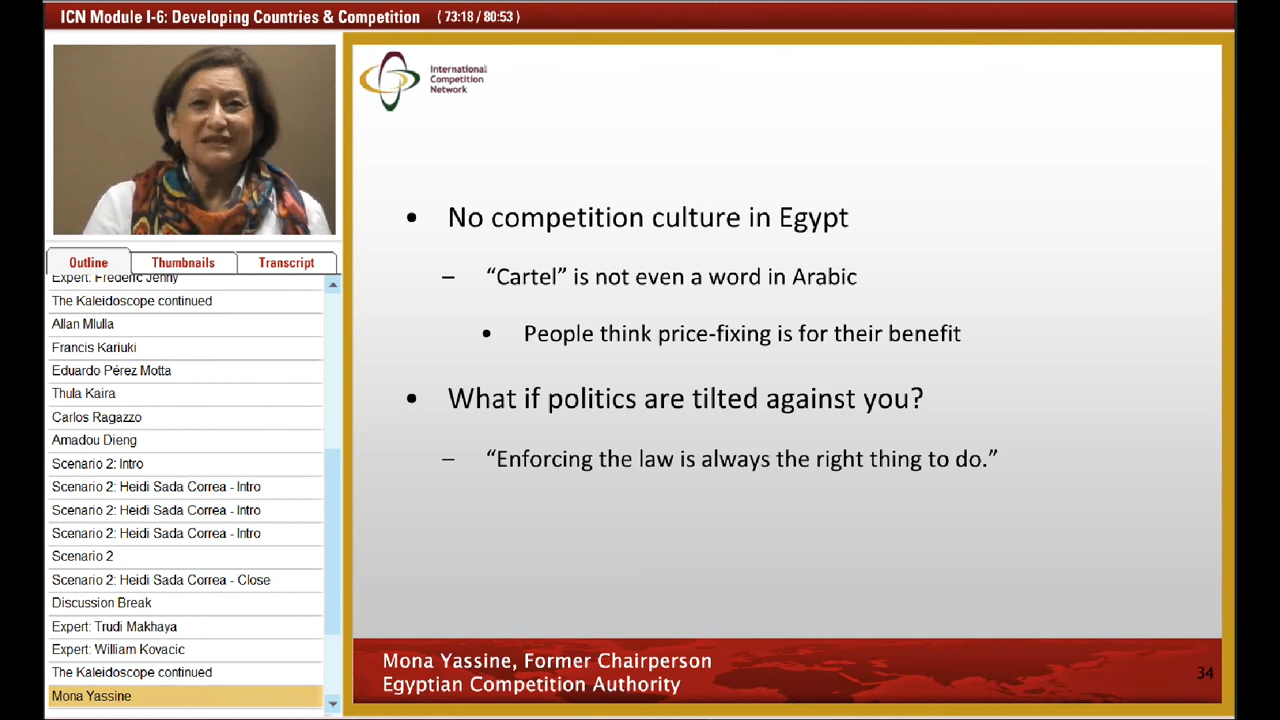 ICN Module I-6: Developing Countries & Competition ( 73:18 / 80:53 )
International
Competition
Network
Outline
Thumbnails
Transcript
Expert: Frederic Jenny
The Kaleidoscope continued
Allan Mlulla
Francis Kariuki
Eduardo Pérez Motta
Thula Kaira
Carlos Ragazzo
Amadou Dieng
Scenario 2: Intro
Scenario 2: Heidi Sada Correa - Intro
Scenario 2: Heidi Sada Correa - Intro
Scenario 2: Heidi Sada Correa - Intro
Scenario 2
Scenario 2: Heidi Sada Correa - Close
Discussion Break
Expert: Trudi Makhaya
Expert: William Kovacic
The Kaleidoscope continued
Mona Yassine
• No competition culture in Egypt
– “Cartel” is not even a word in Arabic
• People think price-fixing is for their benefit
• What if politics are tilted against you?
– “Enforcing the law is always the right thing to do.”
Mona Yassine, Former Chairperson
Egyptian Competition Authority
34